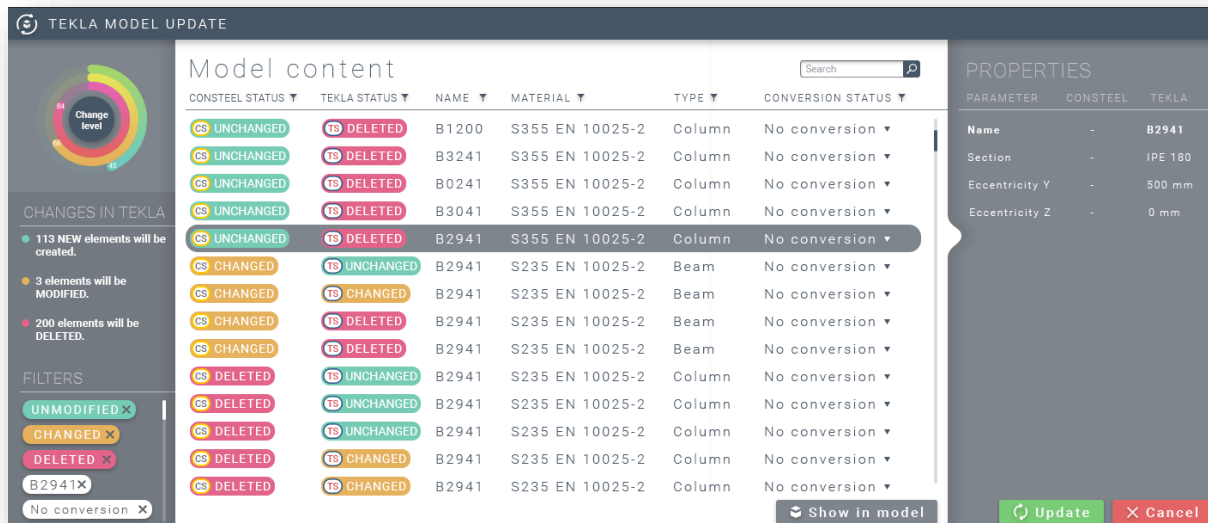 TEKLA MODEL UPDATE
Change
level
84
68
45
CHANGES IN TEKLA
113 NEW elements will be
created.
3 elements will be
MODIFIED.
200 elements will be
DELETED.
FILTERS
UNMODIFIED ×
CHANGED ×
DELETED ×
B2941×
No conversion ×
Model content
Search
CONSTEEL STATUS TEKLA STATUS NAME MATERIAL TYPE CONVERSION STATUS
CS UNCHANGED TS DELETED B1200 S355 EN 10025-2 Column No conversion
CS UNCHANGED TS DELETED B3241 S355 EN 10025-2 Column No conversion
CS UNCHANGED TS DELETED B0241 S355 EN 10025-2 Column No conversion
CS UNCHANGED TS DELETED B3041 S355 EN 10025-2 Column No conversion
CS UNCHANGED TS DELETED B2941 S355 EN 10025-2 Column No conversion
CS CHANGED TS UNCHANGED B2941 S235 EN 10025-2 Beam No conversion
CS CHANGED TS CHANGED B2941 S235 EN 10025-2 Beam No conversion
CS CHANGED TS DELETED B2941 S235 EN 10025-2 Beam No conversion
CS CHANGED TS DELETED B2941 S235 EN 10025-2 Beam No conversion
CS DELETED TS UNCHANGED B2941 S235 EN 10025-2 Column No conversion
CS DELETED TS UNCHANGED B2941 S235 EN 10025-2 Column No conversion
CS DELETED TS UNCHANGED B2941 S235 EN 10025-2 Column No conversion
CS DELETED TS CHANGED B2941 S235 EN 10025-2 Column No conversion
CS DELETED TS CHANGED B2941 S235 EN 10025-2 Column No conversion
Show in model
PROPERTIES
PARAMETER CONSTEEL TEKLA
Name - B2941
Section - IPE 180
Eccentricity Y - 500 mm
Eccentricity Z - 0 mm
Update × Cancel